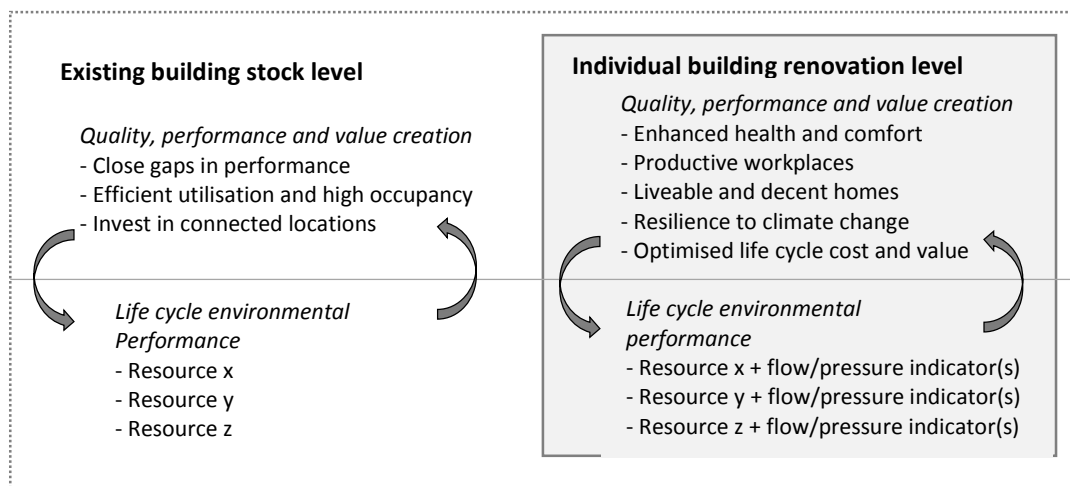 Existing building stock level
Quality, performance and value creation
- Close gaps in performance
- Efficient utilisation and high occupancy
- Invest in connected locations
Life cycle environmental
Performance
- Resource x
- Resource y
- Resource z
Individual building renovation level
Quality, performance and value creation
- Enhanced health and comfort
- Productive workplaces
- Liveable and decent homes
- Resilience to climate change
- Optimised life cycle cost and value
Life cycle environmental
performance
- Resource x + flow/pressure indicator(s)
- Resource y + flow/pressure indicator(s)
- Resource z + flow/pressure indicator(s)